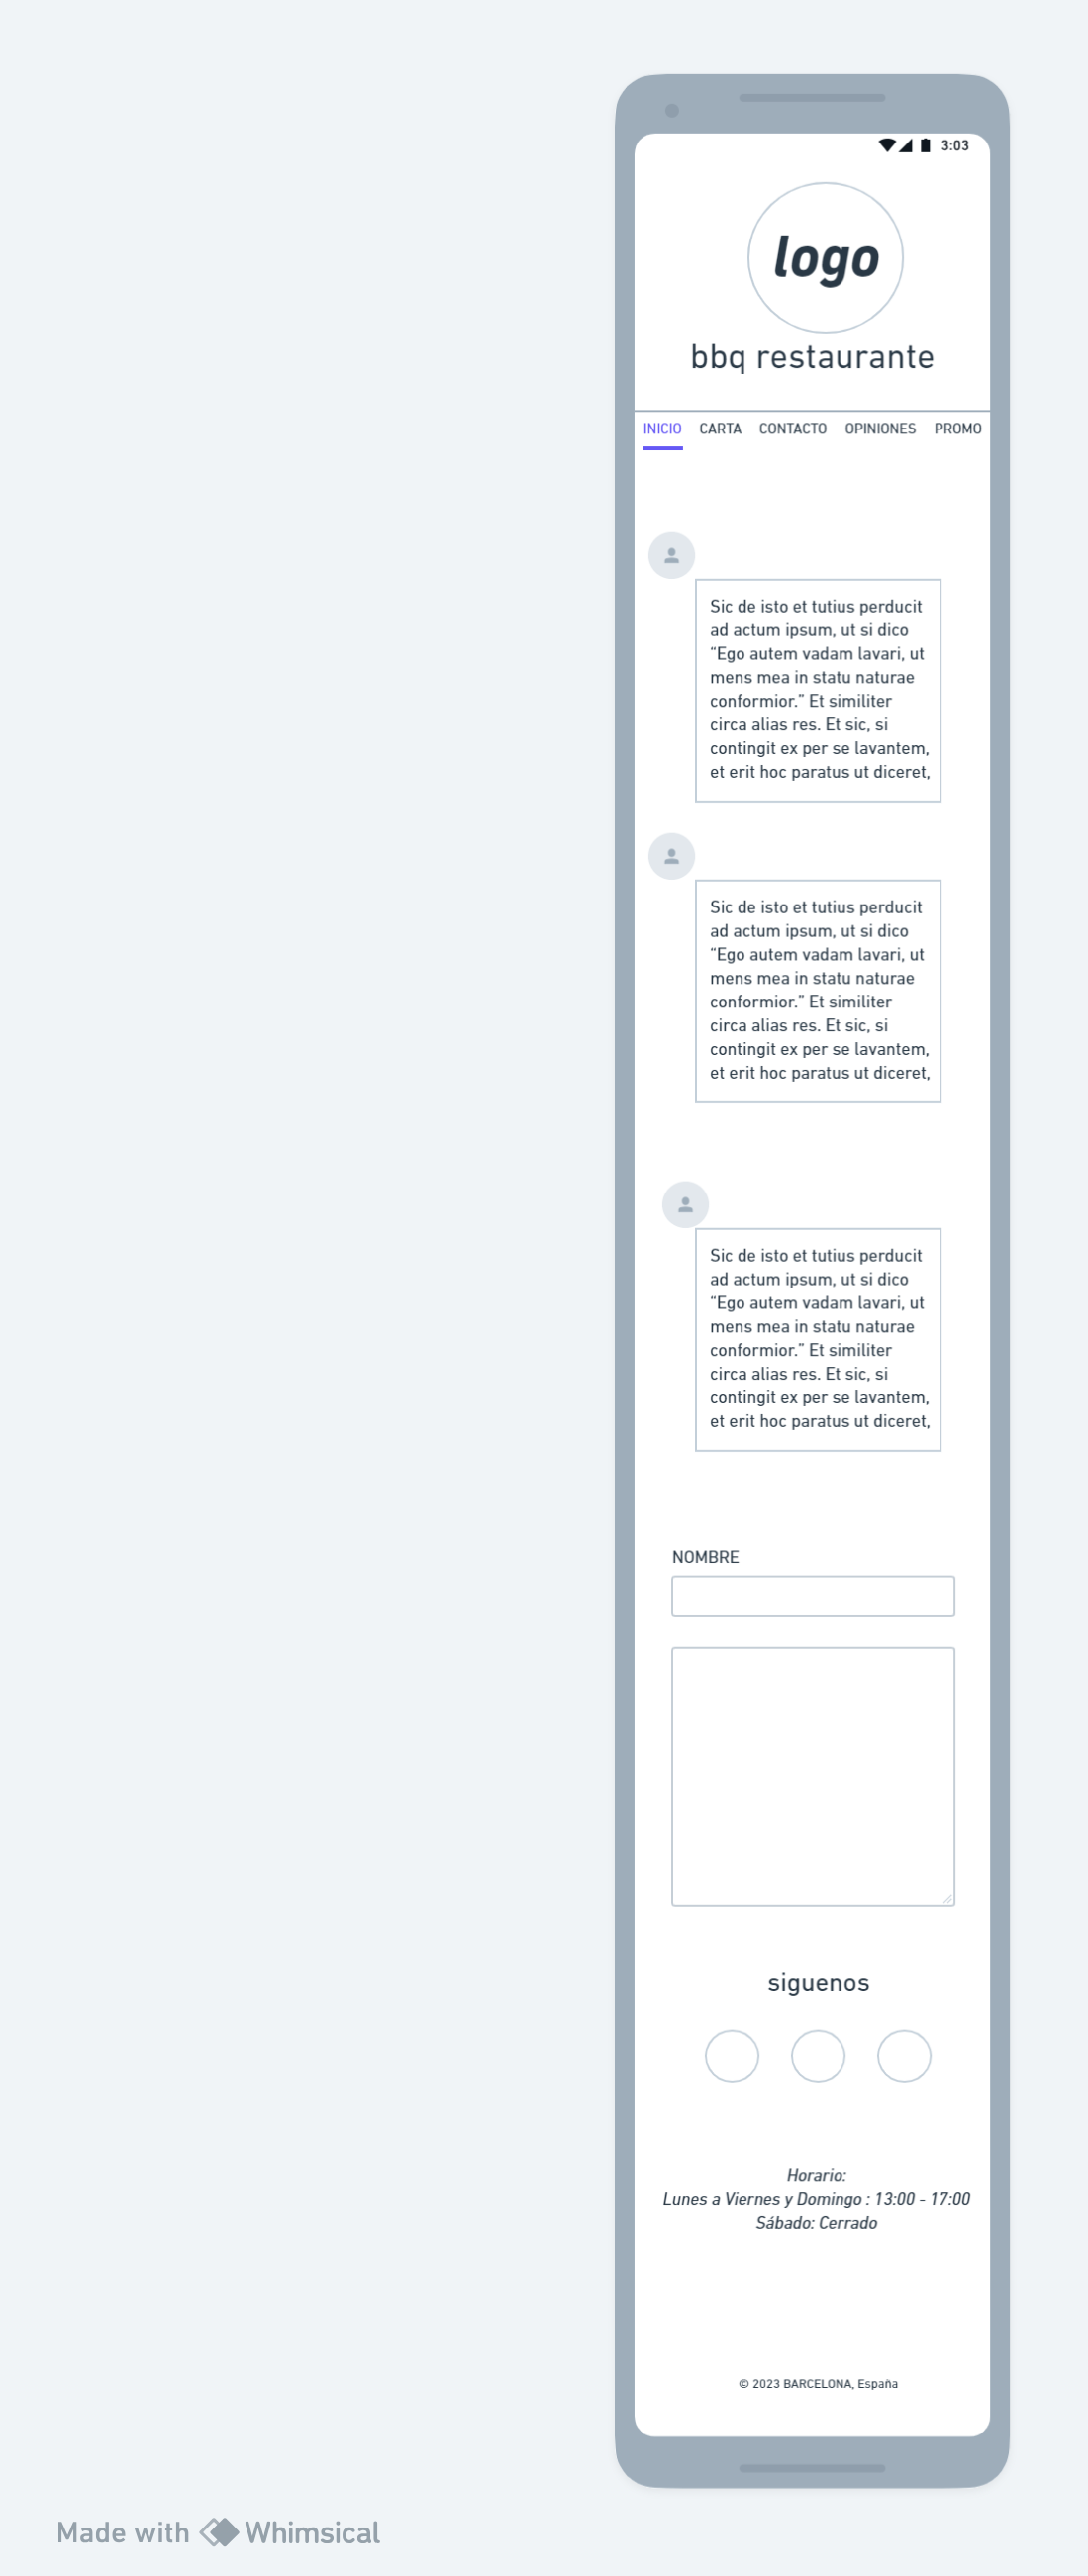 3:03
logo
bbq restaurante
INICIO CARTA CONTACTO OPINIONES PROMO
Sic de isto et tutius perducit
ad actum ipsum, ut si dico
“Ego autem vadam lavari, ut
mens mea in statu naturae
conformior.” Et similiter
circa alias res. Et sic, si
contingit ex per se lavantem,
et erit hoc paratus ut diceret,
Sic de isto et tutius perducit
ad actum ipsum, ut si dico
“Ego autem vadam lavari, ut
mens mea in statu naturae
conformior.” Et similiter
circa alias res. Et sic, si
contingit ex per se lavantem,
et erit hoc paratus ut diceret,
Sic de isto et tutius perducit
ad actum ipsum, ut si dico
“Ego autem vadam lavari, ut
mens mea in statu naturae
conformior.” Et similiter
circa alias res. Et sic, si
contingit ex per se lavantem,
et erit hoc paratus ut diceret,
NOMBRE
siguenos
Horario:
Lunes a Viernes y Domingo : 13:00 - 17:00
Sábado: Cerrado
© 2023 BARCELONA, España
Made with Whimsical